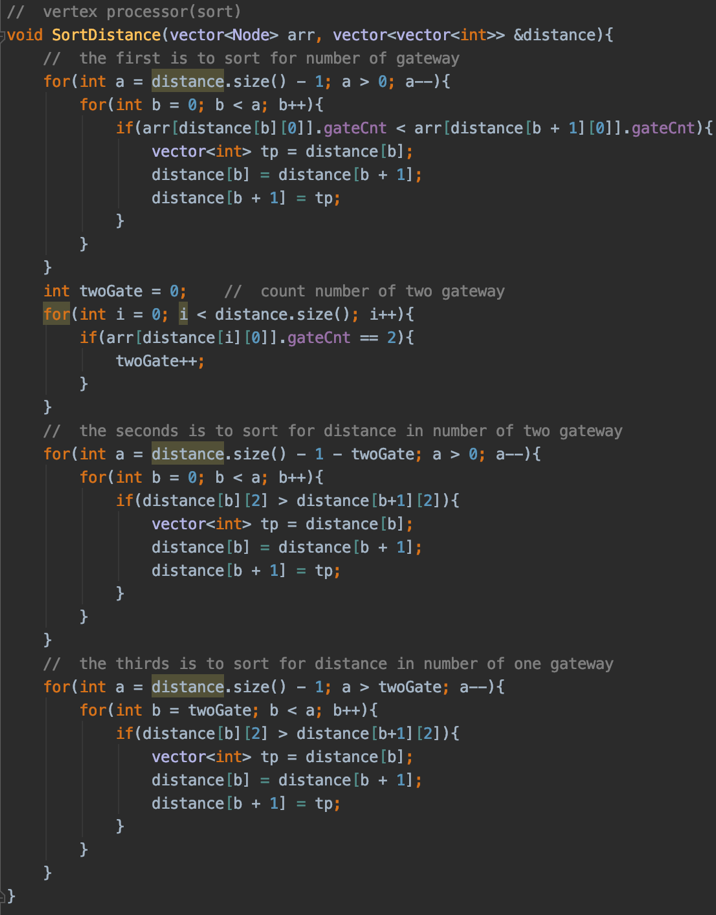 //  vertex processor(sort)
void SortDistance(vector<Node> arr, vector<vector<int>> &distance){
    //  the first is to sort for number of gateway
    for(int a = distance.size() - 1; a > 0; a--){
        for(int b = 0; b < a; b++){
            if(arr[distance[b][0]].gateCnt < arr[distance[b + 1][0]].gateCnt){
                vector<int> tp = distance[b];
                distance[b] = distance[b + 1];
                distance[b + 1] = tp;
            }
        }
    }
    int twoGate = 0;    //  count number of two gateway
    for(int i = 0; i < distance.size(); i++){
        if(arr[distance[i][0]].gateCnt == 2){
            twoGate++;
        }
    }
    //  the seconds is to sort for distance in number of two gateway
    for(int a = distance.size() - 1 - twoGate; a > 0; a--){
        for(int b = 0; b < a; b++){
            if(distance[b][2] > distance[b+1][2]){
                vector<int> tp = distance[b];
                distance[b] = distance[b + 1];
                distance[b + 1] = tp;
            }
        }
    }
    //  the thirds is to sort for distance in number of one gateway
    for(int a = distance.size() - 1; a > twoGate; a--){
        for(int b = twoGate; b < a; b++){
            if(distance[b][2] > distance[b+1][2]){
                vector<int> tp = distance[b];
                distance[b] = distance[b + 1];
                distance[b + 1] = tp;
            }
        }
    }
}